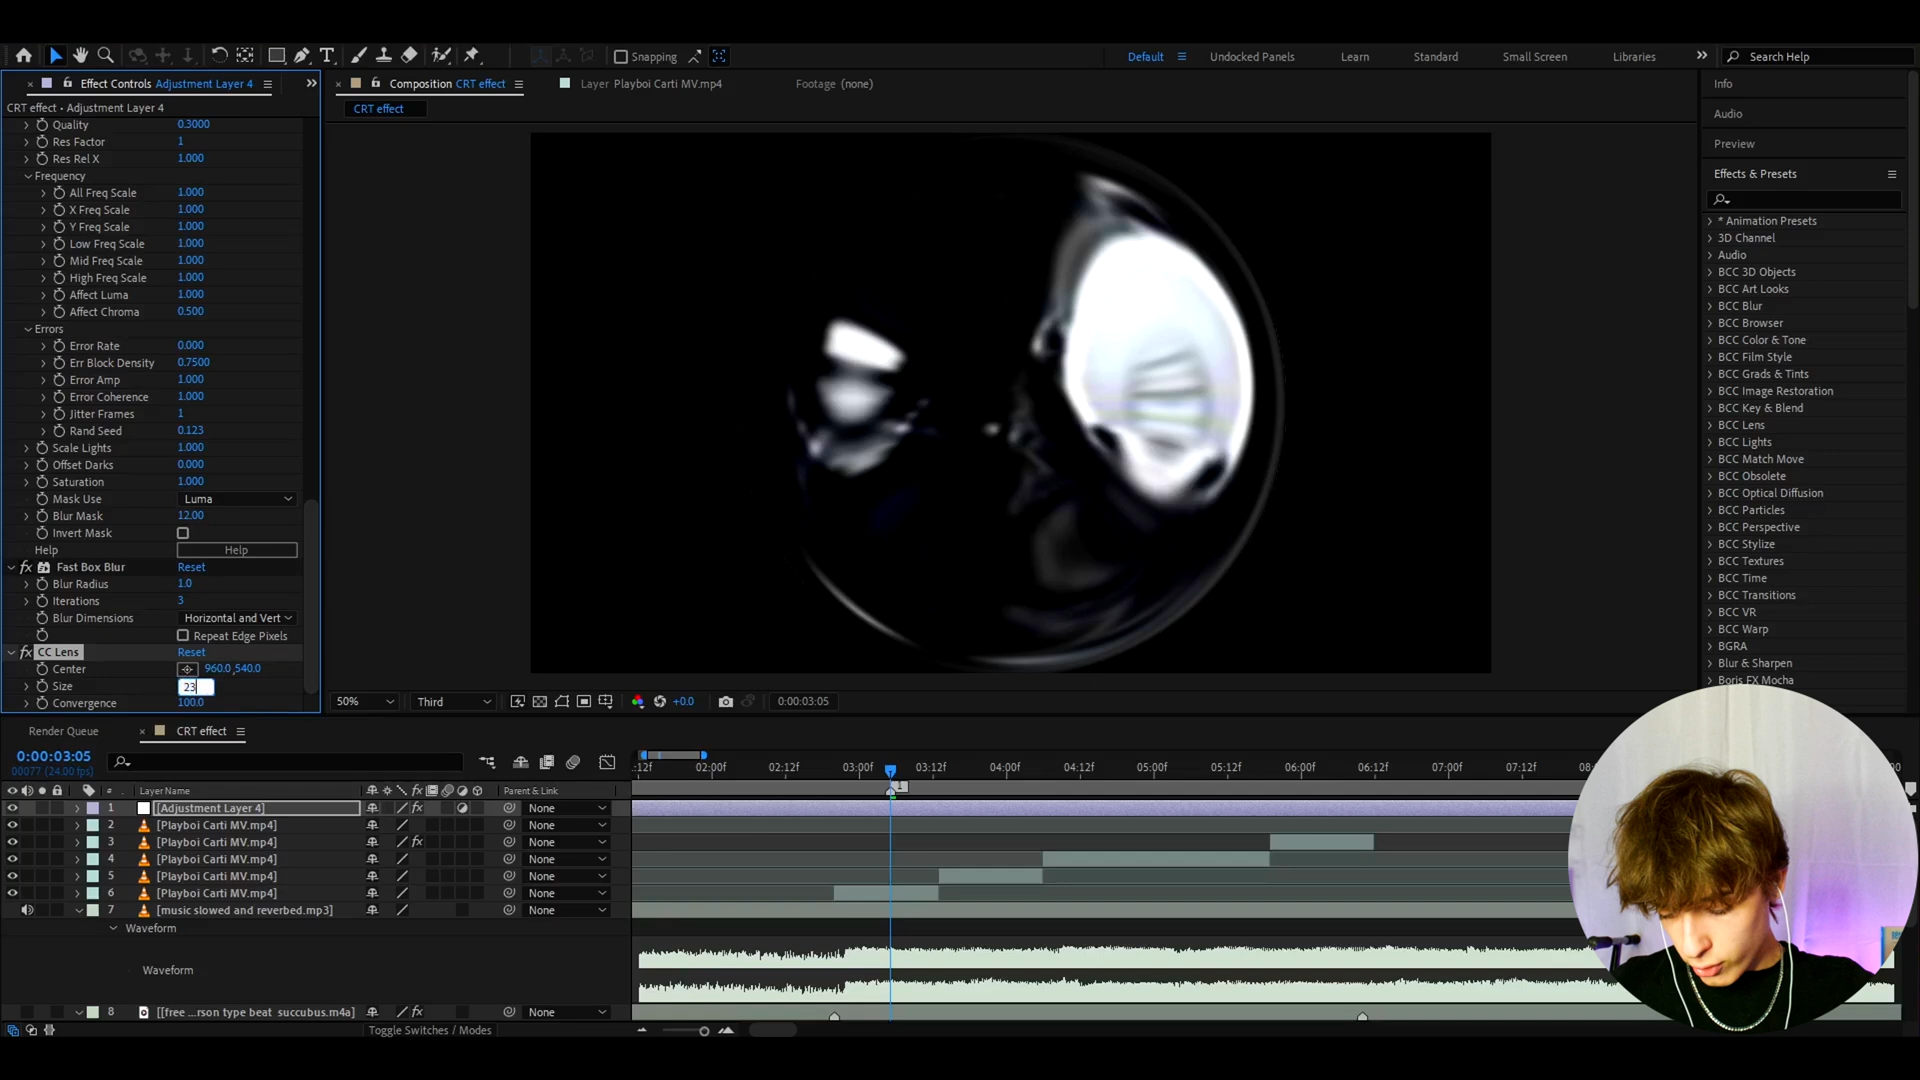 Snapping
Default
Undocked Panels
Learn
Standard
Small Screen
Libraries
Search Help
Effect Controls Adjustment Layer 4
Composition CRT effect
Layer Playboi Carti MV.mp4
Footage (none)
Info
CRT effect • Adjustment Layer 4
CRT effect
Audio
Preview
Effects & Presets
Quality 0.3000
Res Factor 1
Res Rel X 1.000
Frequency
All Freq Scale 1.000
X Freq Scale 1.000
Y Freq Scale 1.000
Low Freq Scale 1.000
Mid Freq Scale 1.000
High Freq Scale 1.000
Affect Luma 1.000
Affect Chroma 0.500
Errors
Error Rate 0.000
Err Block Density 0.7500
Error Amp 1.000
Error Coherence 1.000
Jitter Frames 1
Rand Seed 0.123
Scale Lights 1.000
Offset Darks 0.000
Saturation 1.000
Mask Use Luma
Blur Mask 12.00
Invert Mask
Help Help
fx Fast Box Blur Reset
Blur Radius 1.0
Iterations 3
Blur Dimensions Horizontal and Vert
Repeat Edge Pixels
fx CC Lens Reset
Center 960.0,540.0
Size 23
Convergence 100.0
* Animation Presets
3D Channel
Audio
BCC 3D Objects
BCC Art Looks
BCC Blur
BCC Browser
BCC Color & Tone
BCC Film Style
BCC Grads & Tints
BCC Image Restoration
BCC Key & Blend
BCC Lens
BCC Lights
BCC Match Move
BCC Obsolete
BCC Optical Diffusion
BCC Particles
BCC Perspective
BCC Stylize
BCC Textures
BCC Time
BCC Transitions
BCC VR
BCC Warp
BGRA
Blur & Sharpen
Boris FX Mocha
50%
Third
+0.0
0:00:03:05
Render Queue
CRT effect
0:00:03:05
00077 (24.00 fps)
:12f 02:00f 02:12f 03:00f 03:12f 04:00f 04:12f 05:00f 05:12f 06:00f 06:12f 07:00f 07:12f
# Layer Name fx Parent & Link
1
1 [Adjustment Layer 4] fx None
2 [Playboi Carti MV.mp4] None
3 [Playboi Carti MV.mp4] fx None
4 [Playboi Carti MV.mp4] None
5 [Playboi Carti MV.mp4] None
6 [Playboi Carti MV.mp4] None
7 [music slowed and reverbed.mp3] None
Waveform
Waveform
8 [[free ...rson type beat succubus.m4a] fx None
Toggle Switches / Modes